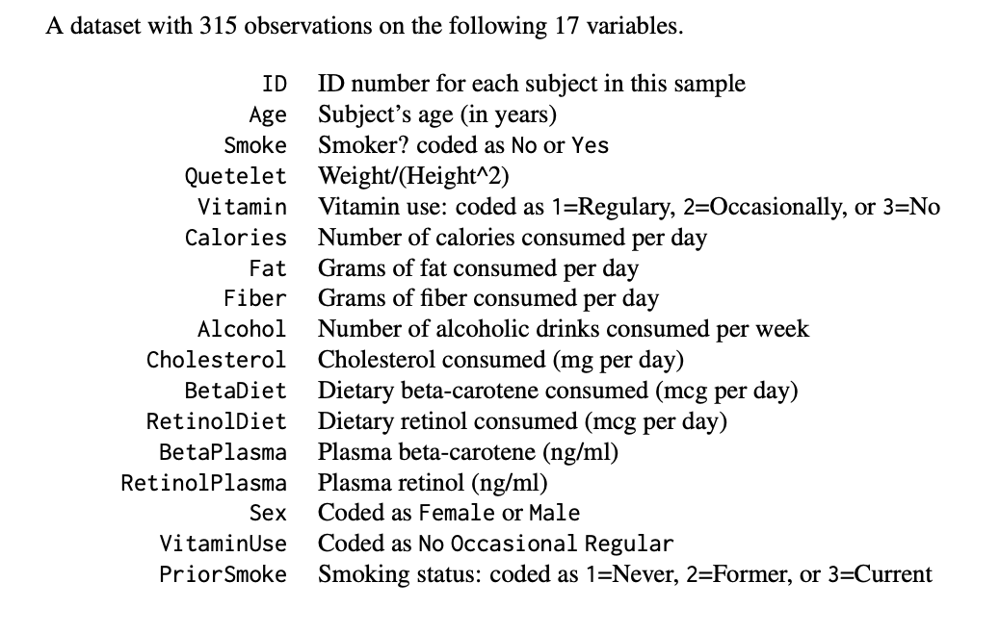 A dataset with 315 observations on the following 17 variables.
ID ID number for each subject in this sample
Age Subject’s age (in years)
Smoke Smoker? coded as No or Yes
Quetelet Weight/(Height^2)
Vitamin Vitamin use: coded as 1=Regulary, 2=Occasionally, or 3=No
Calories Number of calories consumed per day
Fat Grams of fat consumed per day
Fiber Grams of fiber consumed per day
Alcohol Number of alcoholic drinks consumed per week
Cholesterol Cholesterol consumed (mg per day)
BetaDiet Dietary beta-carotene consumed (mcg per day)
RetinolDiet Dietary retinol consumed (mcg per day)
BetaPlasma Plasma beta-carotene (ng/ml)
RetinolPlasma Plasma retinol (ng/ml)
Sex Coded as Female or Male
VitaminUse Coded as No Occasional Regular
PriorSmoke Smoking status: coded as 1=Never, 2=Former, or 3=Current